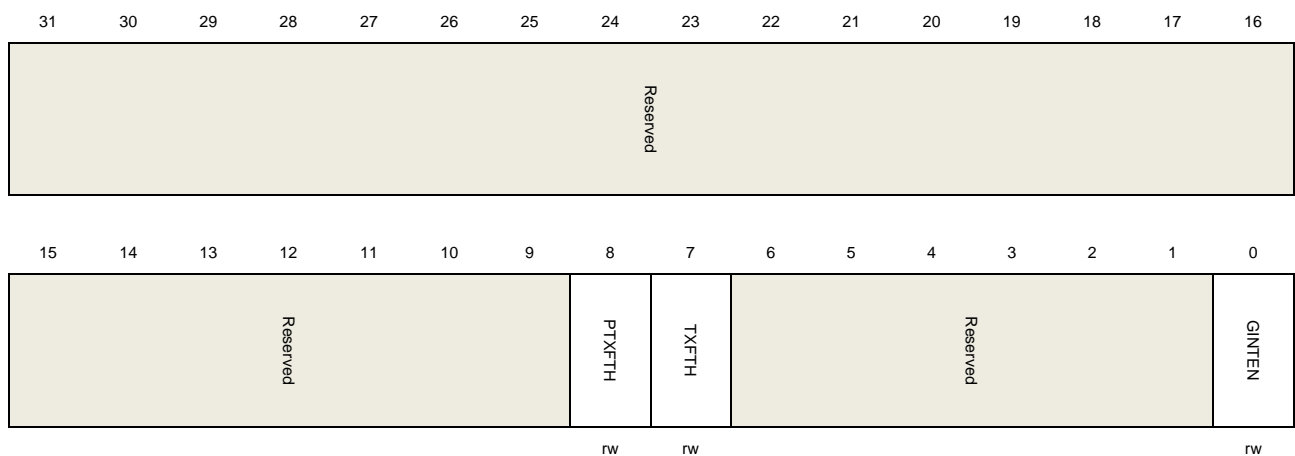 31 30 29 28 27 26 25 24 23 22 21 20 19 18 17 16
Reserved
15 14 13 12 11 10 9 8 7 6 5 4 3 2 1 0
Reserved PTXFTH TXFTH Reserved GINTEN
rw rw rw